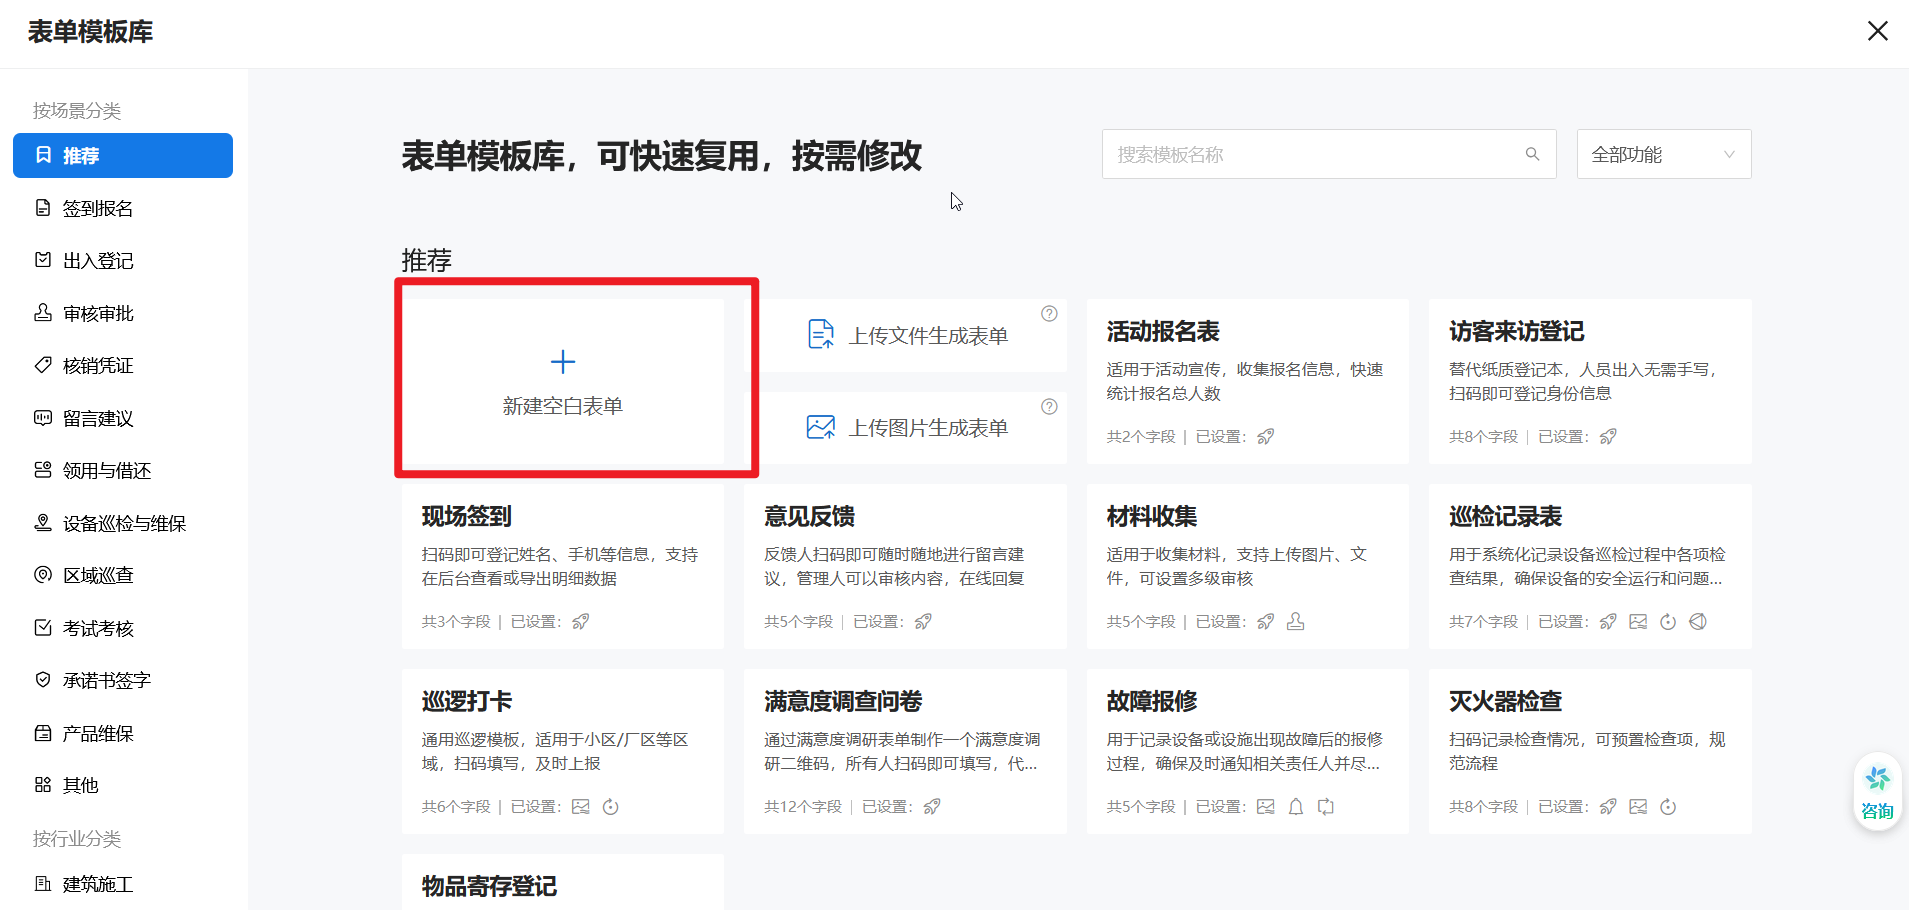 表单模板库
按场景分类
推荐
签到报名
出入登记
审核审批
核销凭证
留言建议
领用与借还
设备巡检与维保
区域巡查
考试考核
承诺书签字
产品维保
其他
按行业分类
建筑施工
表单模板库，可快速复用，按需修改
搜索模板名称
全部功能
推荐
新建空白表单
上传文件生成表单
上传图片生成表单
活动报名表
适用于活动宣传，收集报名信息，快速
统计报名总人数
共2个字段 | 已设置：
访客来访登记
替代纸质登记本，人员出入无需手写，
扫码即可登记身份信息
共8个字段 | 已设置：
现场签到
扫码即可登记姓名、手机等信息，支持
在后台查看或导出明细数据
共3个字段 | 已设置：
意见反馈
反馈人扫码即可随时随地进行留言建
议，管理人可以审核内容，在线回复
共5个字段 | 已设置：
材料收集
适用于收集材料，支持上传图片、文
件，可设置多级审核
共5个字段 | 已设置：
巡检记录表
用于系统化记录设备巡检过程中各项检
查结果，确保设备的安全运行和问题...
共7个字段 | 已设置：
巡逻打卡
通用巡逻模板，适用于小区/厂区等区
域，扫码填写，及时上报
共6个字段 | 已设置：
满意度调查问卷
通过满意度调研表单制作一个满意度调
研二维码，所有人扫码即可填写，代...
共12个字段 | 已设置：
故障报修
用于记录设备或设施出现故障后的报修
过程，确保及时通知相关责任人并尽...
共5个字段 | 已设置：
灭火器检查
扫码记录检查情况，可预置检查项，规
范流程
共8个字段 | 已设置：
物品寄存登记
咨询